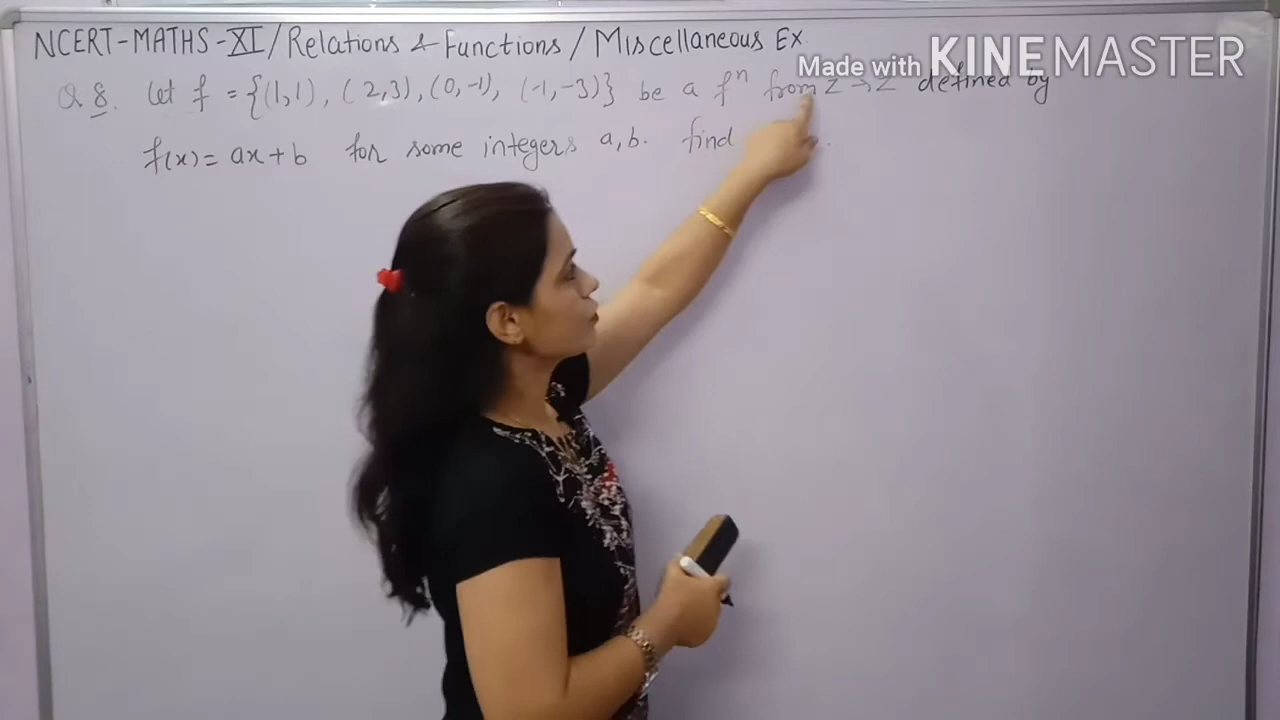 NCERT-MATHS-XI/Relations & Functions/Miscellaneous Ex.
Made with KINEMASTER
Q 8. Let f = {(1,1), (2,3), (0,-1), (-1,-3)} be a fⁿ from Z → Z defined by
f(x) = ax+b for some integers a, b. find